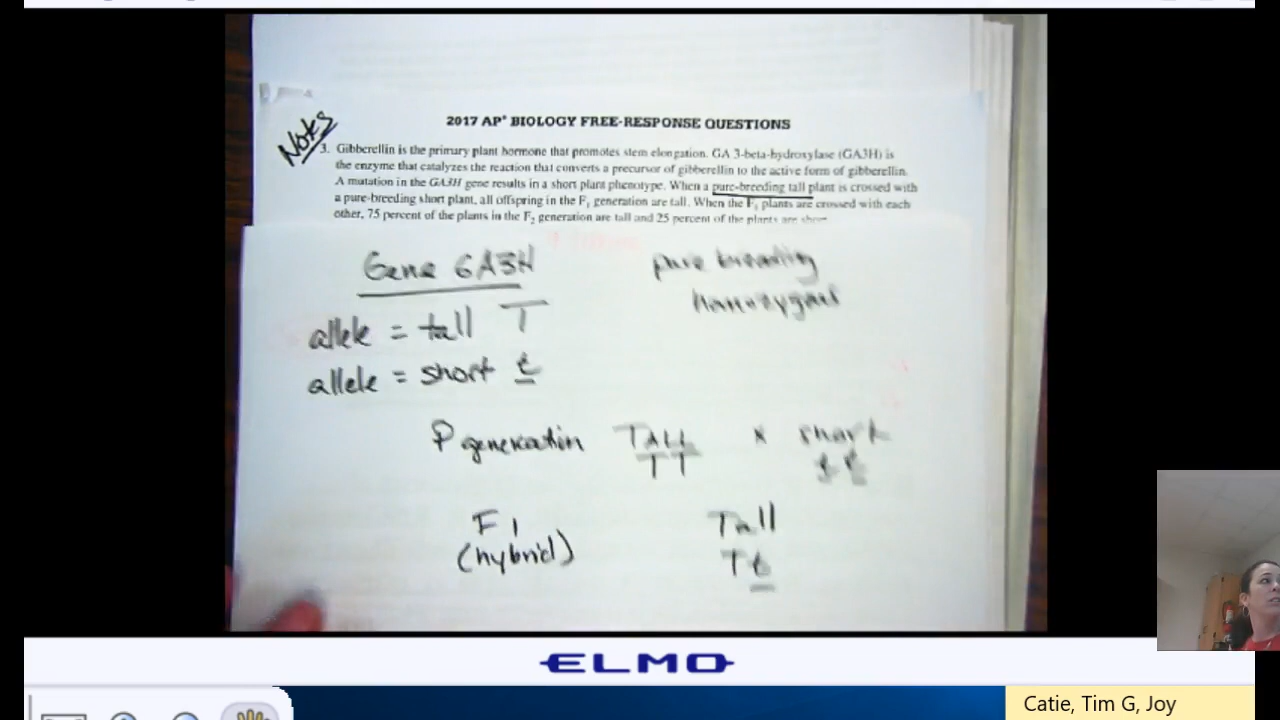 Notes
2017 AP® BIOLOGY FREE-RESPONSE QUESTIONS
3. Gibberellin is the primary plant hormone that promotes stem elongation. GA 3-beta-hydroxylase (GA3H) is
the enzyme that catalyzes the reaction that converts a precursor of gibberellin to the active form of gibberellin.
A mutation in the GA3H gene results in a short plant phenotype. When a pure-breeding tall plant is crossed with
a pure-breeding short plant, all offspring in the F1 generation are tall. When the F1 plants are crossed with each
other, 75 percent of the plants in the F2 generation are tall and 25 percent of the plants are short
Gene GA3H
pure breeding
homozygous
allele = tall T
allele = short t
P generation TALL x short
TT tt
F1 Tall
(hybrid) Tt
ELMO
Catie, Tim G, Joy